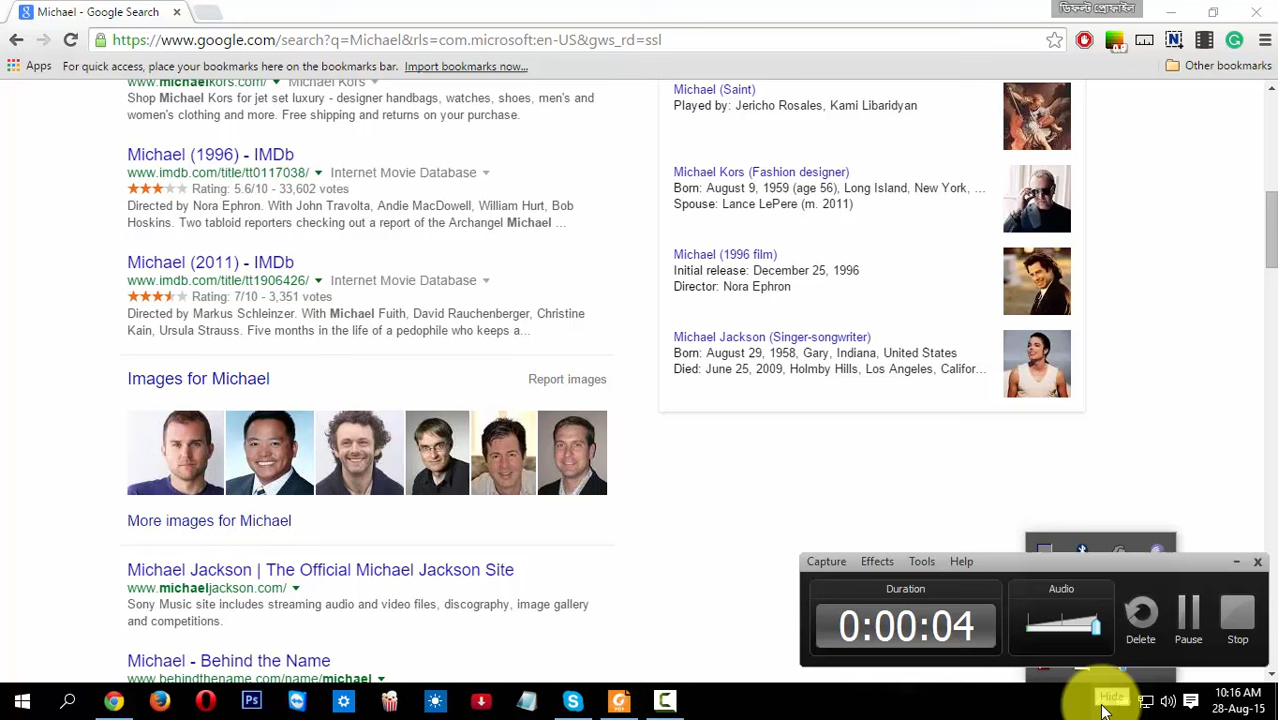 Michael - Google Search
ডিফল্ট প্রোফাইল
https://www.google.com/search?q=Michael&rls=com.microsoft:en-US&gws_rd=ssl
Apps For quick access, place your bookmarks here on the bookmarks bar. Import bookmarks now... Other bookmarks
www.michaelkors.com/ Michael Kors
Shop Michael Kors for jet set luxury - designer handbags, watches, shoes, men's and
women's clothing and more. Free shipping and returns on your purchase.
Michael (1996) - IMDb
www.imdb.com/title/tt0117038/ Internet Movie Database
Rating: 5.6/10 - 33,602 votes
Directed by Nora Ephron. With John Travolta, Andie MacDowell, William Hurt, Bob
Hoskins. Two tabloid reporters checking out a report of the Archangel Michael ...
Michael (2011) - IMDb
www.imdb.com/title/tt1906426/ Internet Movie Database
Rating: 7/10 - 3,351 votes
Directed by Markus Schleinzer. With Michael Fuith, David Rauchenberger, Christine
Kain, Ursula Strauss. Five months in the life of a pedophile who keeps a...
Images for Michael Report images
More images for Michael
Michael Jackson | The Official Michael Jackson Site
www.michaeljackson.com/
Sony Music site includes streaming audio and video files, discography, image gallery
and competitions.
Michael - Behind the Name
www.behindthename.com/name/michael
Michael (Saint)
Played by: Jericho Rosales, Kami Libaridyan
Michael Kors (Fashion designer)
Born: August 9, 1959 (age 56), Long Island, New York, ...
Spouse: Lance LePere (m. 2011)
Michael (1996 film)
Initial release: December 25, 1996
Director: Nora Ephron
Michael Jackson (Singer-songwriter)
Born: August 29, 1958, Gary, Indiana, United States
Died: June 25, 2009, Holmby Hills, Los Angeles, Califor...
Capture Effects Tools Help
Duration
0:00:04
Audio
Delete
Pause
Stop
Hide
Ps
10:16 AM
28-Aug-15